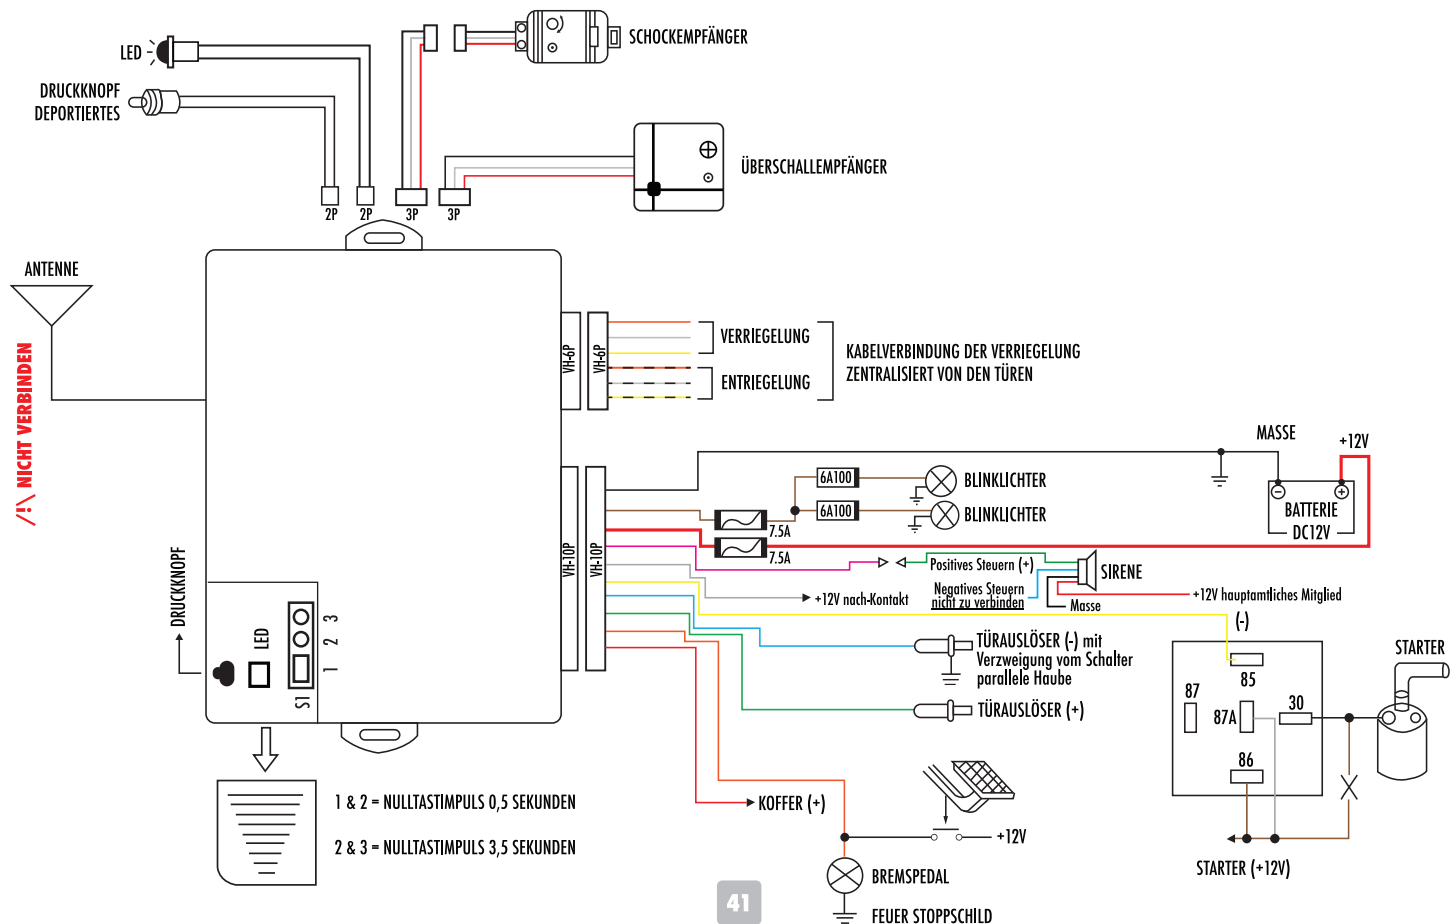 LED
SCHOCKEMPFÄNGER
DRUCKKNOPF
DEPORTIERTES
ÜBERSCHALLEMPFÄNGER
2P
2P
3P
3P
ANTENNE
/!\ NICHT VERBINDEN
VH-6P
VH-6P
VERRIEGELUNG
ENTRIEGELUNG
KABELVERBINDUNG DER VERRIEGELUNG
ZENTRALISIERT VON DEN TÜREN
MASSE
+12V
6A100
BLINKLICHTER
6A100
BLINKLICHTER
7.5A
7.5A
BATTERIE
DC12V
VH-10P
VH-10P
Positives Steuern (+)
SIRENE
Negatives Steuern
nicht zu verbinden
+12V nach-Kontakt
Masse
+12V hauptamtliches Mitglied
(-)
DRUCKKNOPF
LED
1 2 3
S1
TÜRAUSLÖSER (-) mit
Verzweigung vom Schalter
parallele Haube
TÜRAUSLÖSER (+)
STARTER
85
87
87A
30
86
STARTER (+12V)
KOFFER (+)
+12V
1 & 2 = NULLTASTIMPULS 0,5 SEKUNDEN
2 & 3 = NULLTASTIMPULS 3,5 SEKUNDEN
BREMSPEDAL
FEUER STOPPSCHILD
41